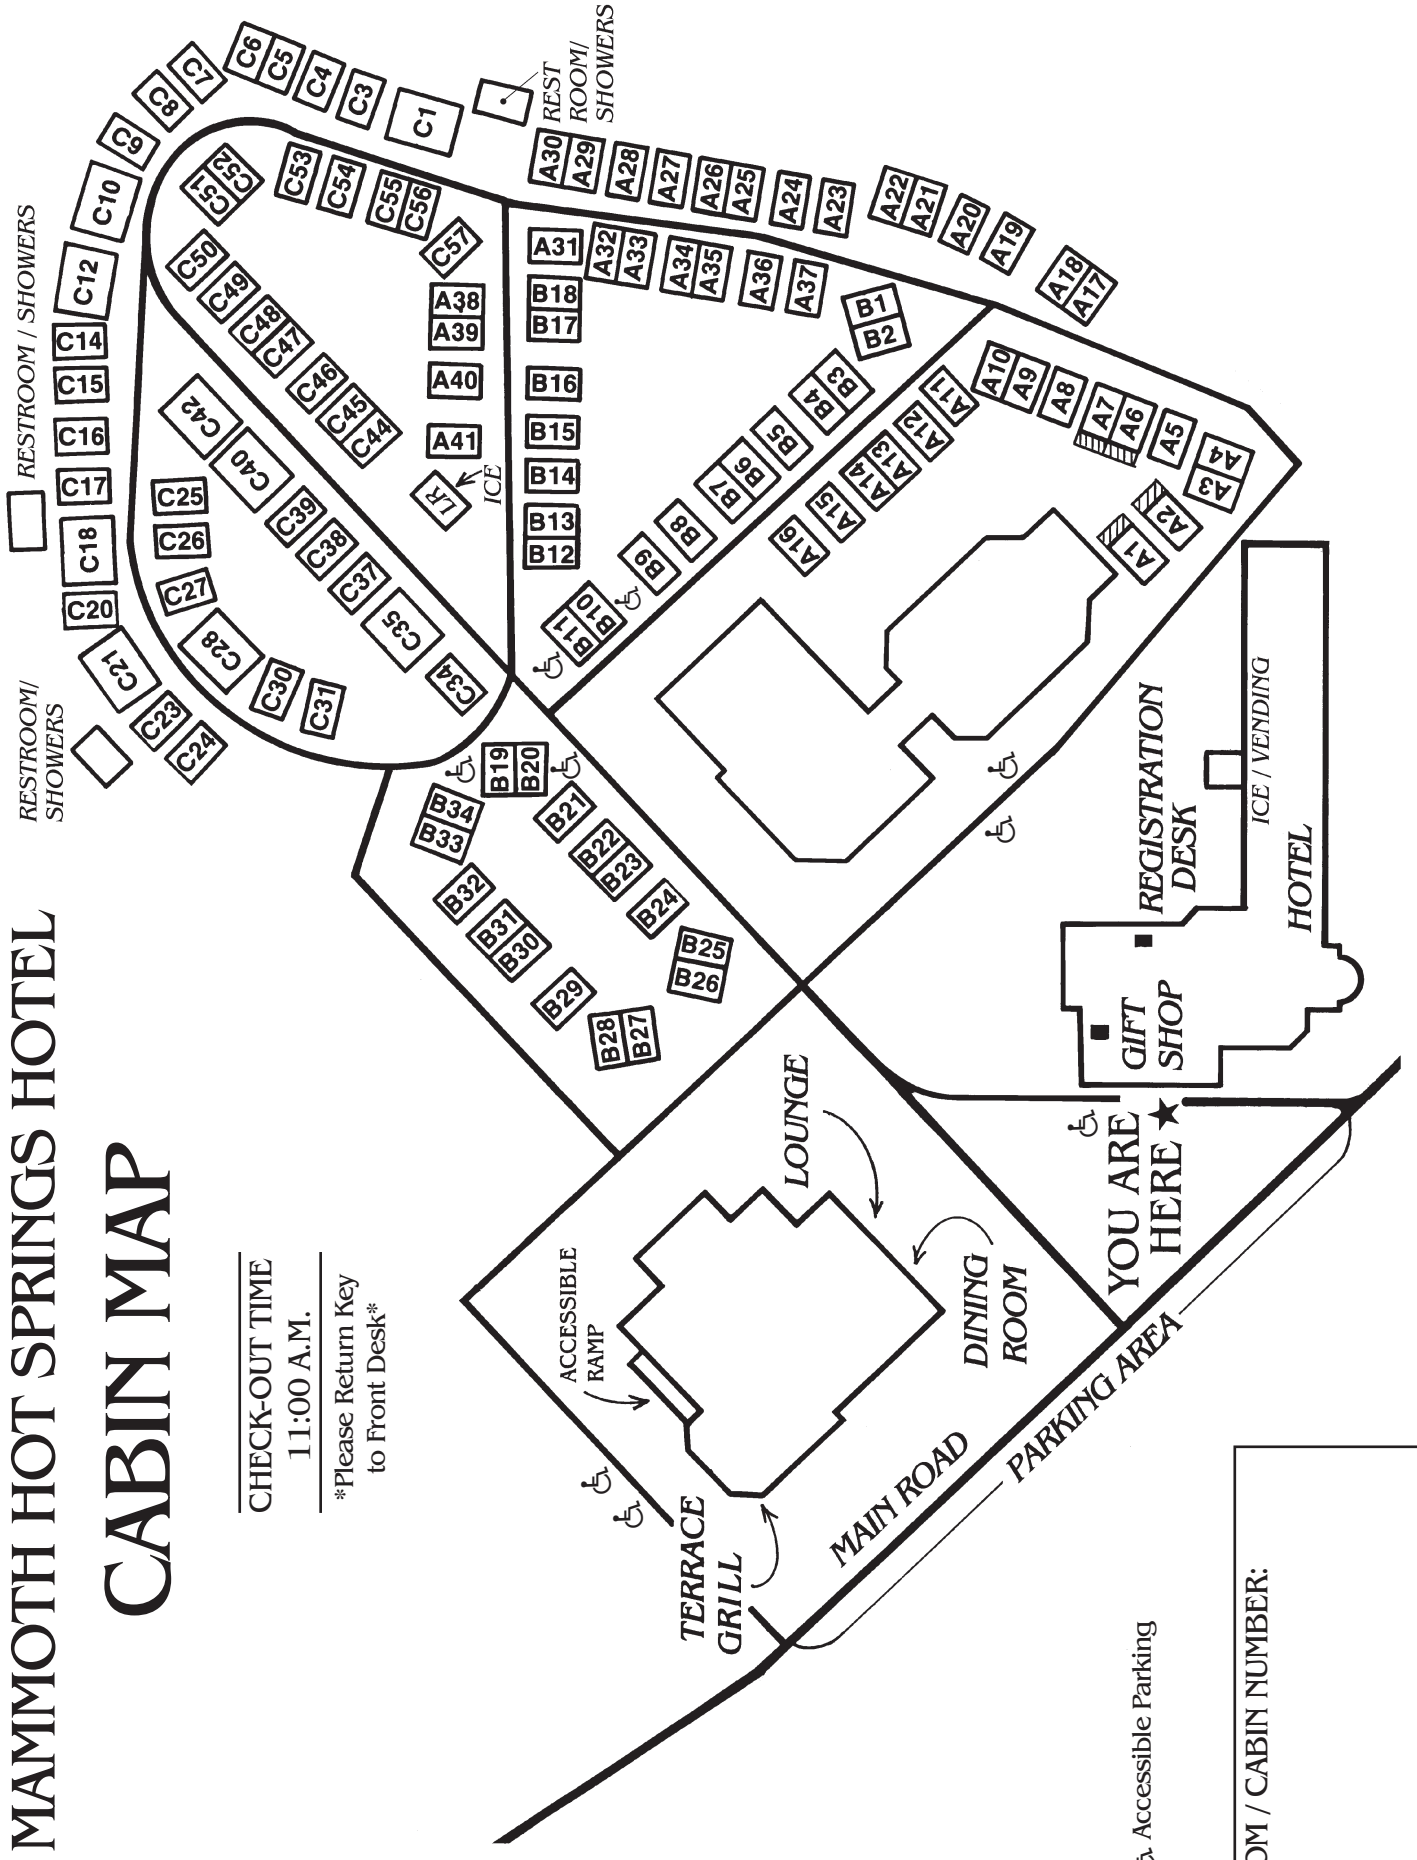 MAMMOTH HOT SPRINGS HOTEL
CABIN MAP
CHECK-OUT TIME
11:00 A.M.
*Please Return Key
to Front Desk*
RESTROOM/
SHOWERS
RESTROOM / SHOWERS
REST
ROOM/
SHOWERS
C1
C3
C4
C5
C6
C7
C8
C9
C10
C12
C14
C15
C16
C17
C18
C20
C21
C23
C24
C25
C26
C27
C28
C30
C31
C34
C35
C37
C38
C39
C40
C42
C44
C45
C46
C47
C48
C49
C50
C51
C52
C53
C54
C55
C56
C57
A38
A39
A40
A41
LR
ICE
A30
A29
A28
A27
A26
A25
A24
A23
A22
A21
A20
A19
A18
A17
A31
A32
A33
A34
A35
A36
A37
B18
B17
B16
B15
B14
B13
B12
B1
B2
B3
B4
B5
B6
B7
B8
B9
B10
B11
A10
A9
A8
A7
A6
A5
A4
A3
A2
A1
A11
A12
A13
A14
A15
A16
B19
B20
B21
B22
B23
B24
B25
B26
B27
B28
B29
B30
B31
B32
B33
B34
REGISTRATION
DESK
ICE / VENDING
HOTEL
GIFT
SHOP
YOU ARE
HERE ★
LOUNGE
DINING
ROOM
ACCESSIBLE
RAMP
TERRACE
GRILL
MAIN ROAD
PARKING AREA
Accessible Parking
OM / CABIN NUMBER: